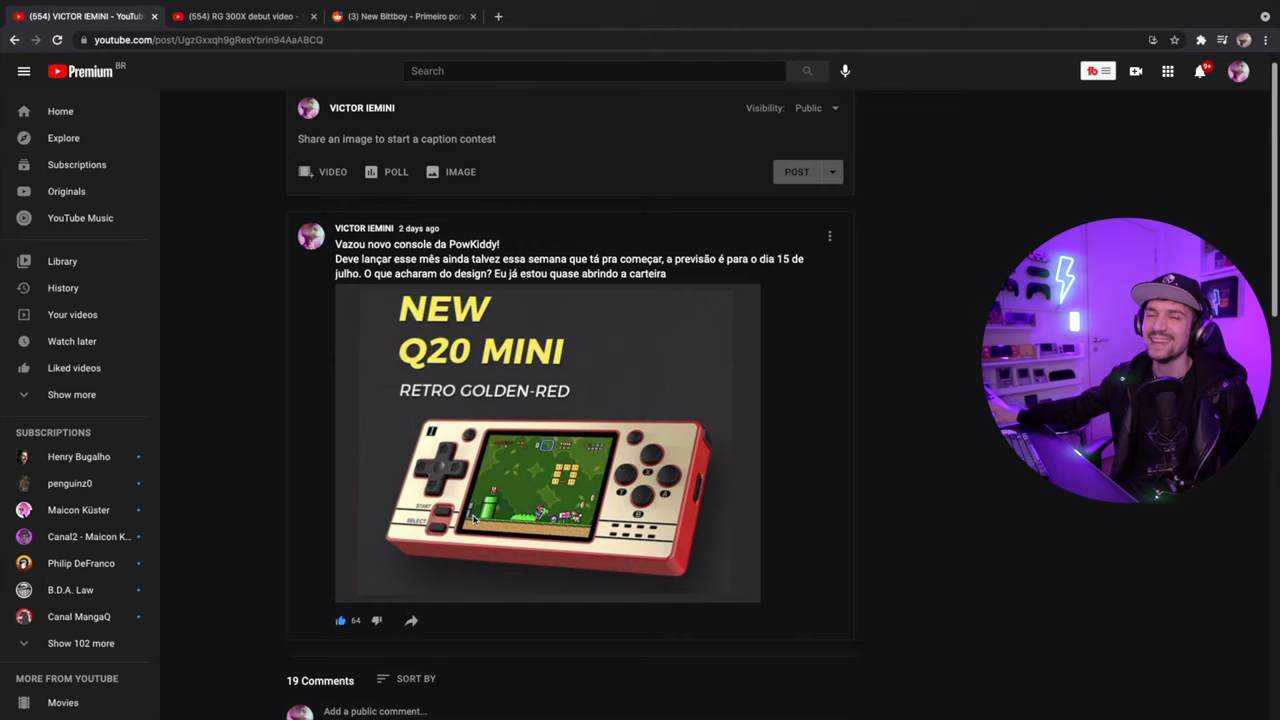 (554) VICTOR IEMINI - YouTube
(554) RG 300X debut video -
(3) New Bittboy - Primeiro po
youtube.com/post/UgzGxxqh9gResYbrin94AaABCQ
Premium BR
Search
9+
Home
Explore
Subscriptions
Originals
YouTube Music
Library
History
Your videos
Watch later
Liked videos
Show more
SUBSCRIPTIONS
Henry Bugalho
penguinz0
Maicon Küster
Canal2 - Maicon K...
Philip DeFranco
B.D.A. Law
Canal MangaQ
Show 102 more
MORE FROM YOUTUBE
Movies
VICTOR IEMINI
Visibility: Public
Share an image to start a caption contest
VIDEO
POLL
IMAGE
POST
VICTOR IEMINI 2 days ago
Vazou novo console da PowKiddy!
Deve lançar esse mês ainda talvez essa semana que tá pra começar, a previsão é para o dia 15 de
julho. O que acharam do design? Eu já estou quase abrindo a carteira
NEW
Q20 MINI
RETRO GOLDEN-RED
START
SELECT
X
Y
A
B
64
19 Comments
SORT BY
Add a public comment...